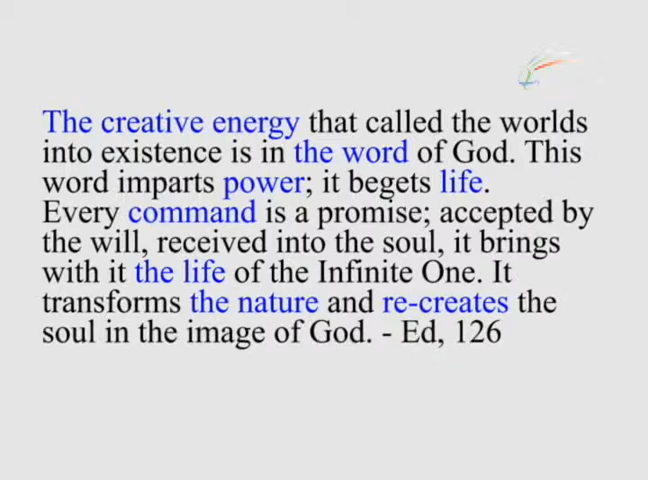 The creative energy that called the worlds
into existence is in the word of God. This
word imparts power; it begets life.
Every command is a promise; accepted by
the will, received into the soul, it brings
with it the life of the Infinite One. It
transforms the nature and re-creates the
soul in the image of God. - Ed, 126